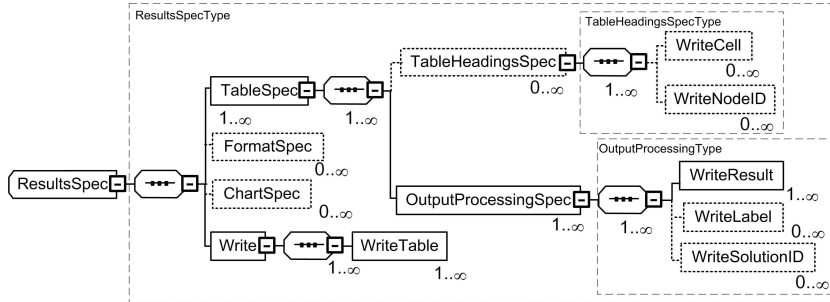 ResultsSpecType
TableHeadingsSpecType
WriteCell
0..∞
TableHeadingsSpec
0..∞
1..∞
WriteNodeID
0..∞
TableSpec
1..∞
1..∞
FormatSpec
0..∞
OutputProcessingType
ResultsSpec
ChartSpec
0..∞
OutputProcessingSpec
1..∞
1..∞
WriteResult
1..∞
WriteLabel
0..∞
WriteSolutionID
0..∞
Write
1..∞
WriteTable
1..∞